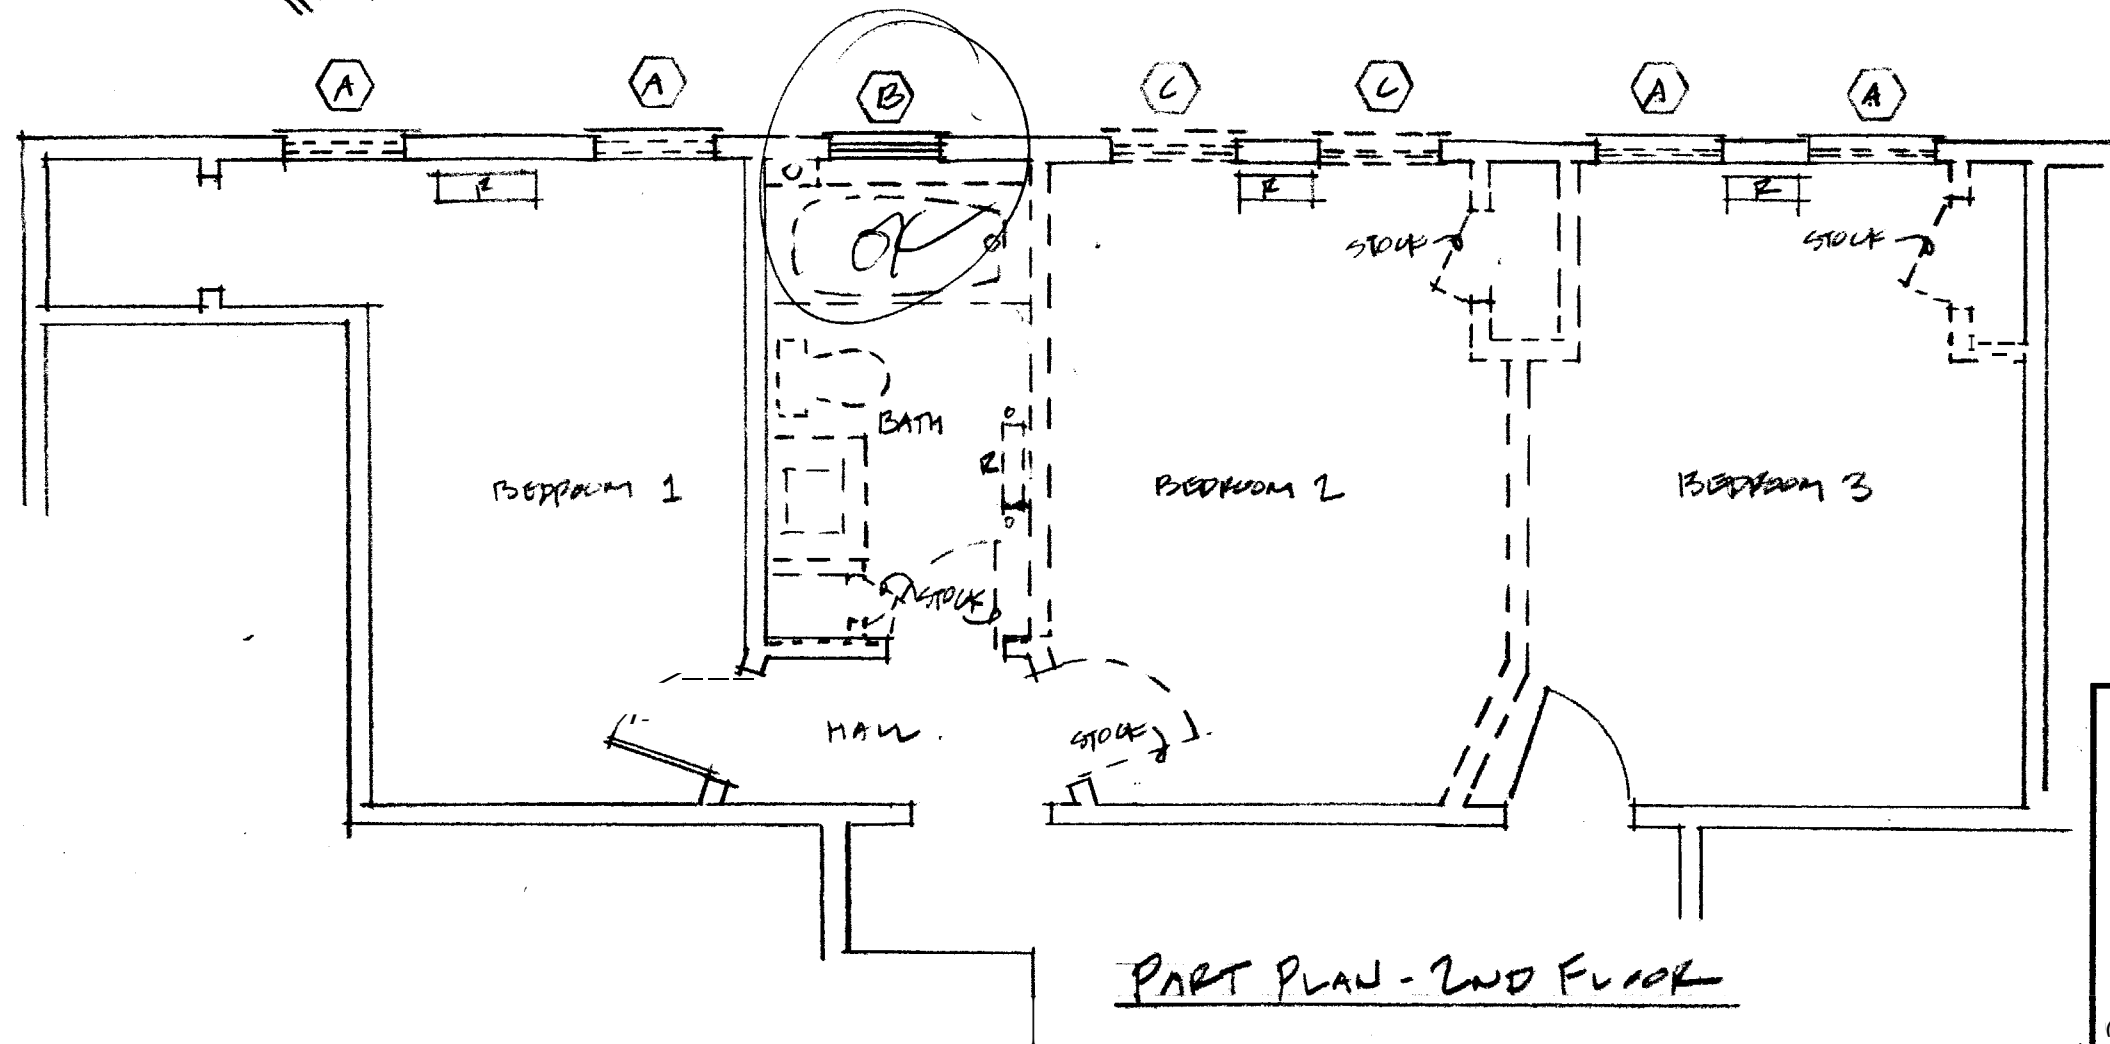 A
A
B
C
C
A
A
R
R
R
OK
STOCK
STOCK
BATH
R
BEDROOM 1
BEDROOM 2
BEDROOM 3
STOCK
HALL
STOCK
PART PLAN - 2ND FLOOR